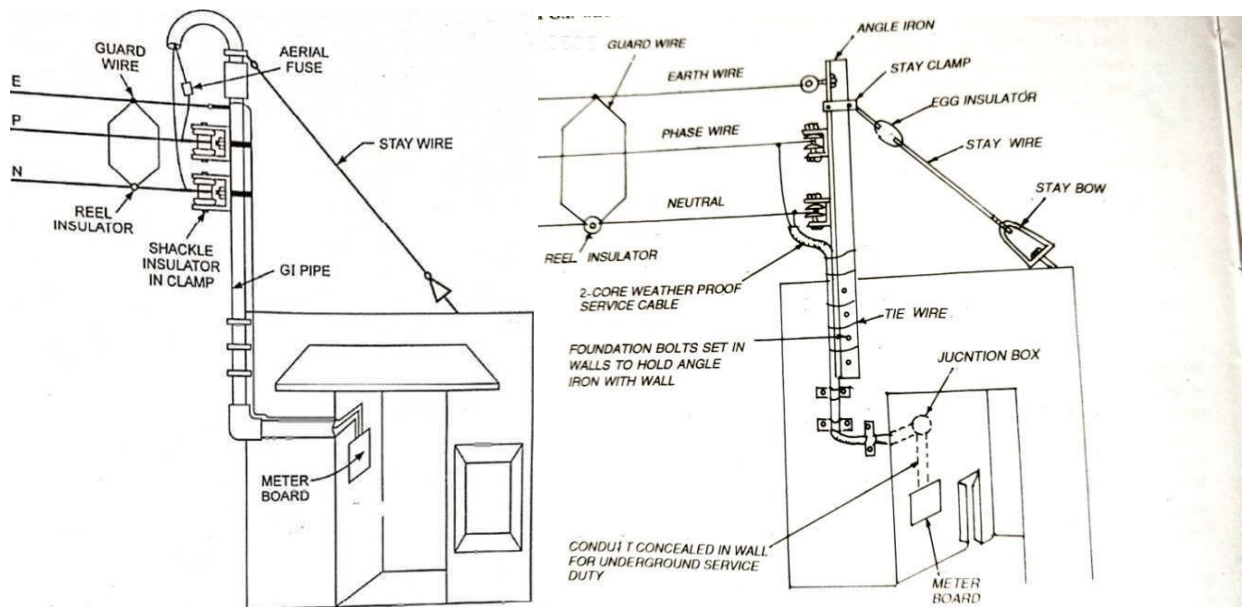 GUARD
WIRE
AERIAL
FUSE
E
P
N
STAY WIRE
REEL
INSULATOR
SHACKLE
INSULATOR
IN CLAMP
GI PIPE
METER
BOARD
ANGLE IRON
GUARD WIRE
STAY CLAMP
EARTH WIRE
EGG INSULATOR
PHASE WIRE
STAY WIRE
STAY BOW
NEUTRAL
REEL INSULATOR
2-CORE WEATHER PROOF
SERVICE CABLE
TIE WIRE
FOUNDATION BOLTS SET IN
WALLS TO HOLD ANGLE
IRON WITH WALL
JUCNTION BOX
CONDUIT CONCEALED IN WALL
FOR UNDERGROUND SERVICE
DUTY
METER
BOARD